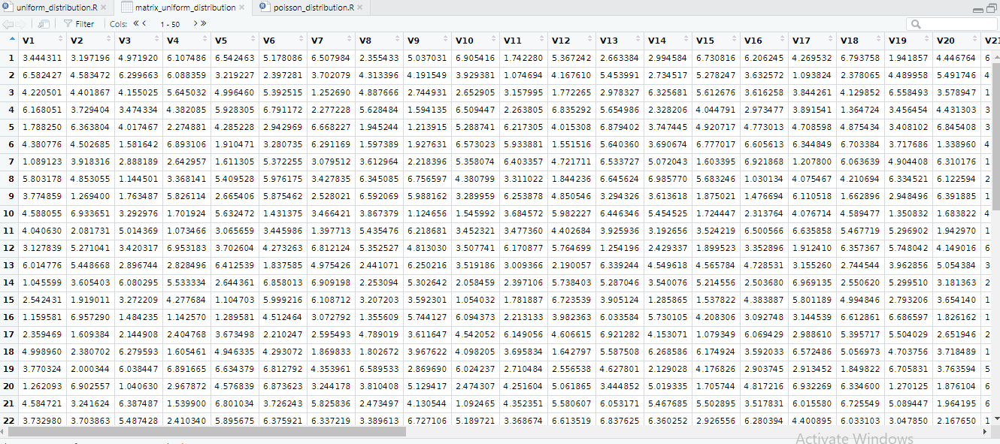 uniform_distribution.R × matrix_uniform_distribution × poisson_distribution.R ×
Filter Cols: « < 1 - 50 > »
V1 V2 V3 V4 V5 V6 V7 V8 V9 V10 V11 V12 V13 V14 V15 V16 V17 V18 V19 V20 V21
1 3.444311 3.197196 4.971920 6.107486 6.542463 5.178086 6.507984 2.355433 5.037031 6.905416 1.742280 5.367242 2.663384 2.994584 6.730816 6.206245 4.269532 6.793758 1.941857 4.446764 6
2 6.582427 4.583472 6.299663 6.088359 3.219227 2.397281 3.702079 4.313396 4.191549 3.929381 1.074694 4.167610 5.453991 2.734517 5.278247 3.632572 1.093824 2.378065 4.489958 5.491746 4
3 4.220501 4.401867 4.155025 5.645032 4.996460 5.392515 1.252690 4.887666 2.744931 2.652905 3.157995 1.772265 2.978327 6.325681 5.612676 3.616258 3.844261 4.129852 6.558493 3.578947 1
4 6.168051 3.729404 3.474334 4.382085 5.928305 6.791172 2.277228 5.628484 1.594135 6.509447 2.263805 6.835292 5.654986 2.328206 4.044791 2.973477 3.891541 1.364724 3.456454 4.431303 3
5 1.788250 6.363804 4.017467 2.274881 4.285228 2.942969 6.668227 1.945244 1.213915 5.288741 6.217305 4.015308 6.879402 3.747445 4.920717 4.773013 4.708598 4.875434 3.408102 6.845408 3
6 4.380776 4.502685 1.581642 6.893106 1.910471 3.280735 6.291169 1.597389 1.927631 6.573023 5.933881 1.551516 5.640360 3.690674 6.777017 6.605613 6.344849 6.703384 3.717686 1.338960 4
7 1.089123 3.918316 2.888189 2.642957 1.611305 5.372255 3.079512 3.612964 2.218396 5.358074 6.403357 4.721711 6.533727 5.072043 1.603395 6.921868 1.207800 6.063639 4.904408 6.310176 1
8 5.803178 4.853055 1.144501 3.368141 5.409528 5.976175 3.427835 6.345085 6.756597 4.380799 3.311022 1.844236 6.645624 6.985770 5.683246 1.030134 4.075467 4.210694 6.334521 6.122594 2
9 3.774859 1.269400 1.763487 5.826114 2.665406 5.875462 2.528021 6.592069 5.988162 3.289959 6.253878 4.850546 3.294326 3.613618 1.875021 1.476694 6.110518 1.662896 2.948496 6.391885 1
10 4.588055 6.933651 3.292976 1.701924 5.632472 1.431375 3.466421 3.867379 1.124656 1.545992 3.684572 5.982227 6.446346 5.454525 1.724447 2.313764 4.076714 4.589477 1.350832 1.683822 4
11 4.040630 2.081731 5.014369 1.073466 3.065659 3.445986 1.397713 5.435476 6.218681 3.452321 3.477360 4.402684 3.925936 3.192656 3.524219 6.500566 6.635858 5.467719 5.296902 1.942970 1
12 3.127839 5.271041 3.420317 6.953183 3.702604 4.273263 6.812124 5.352527 4.813030 3.507741 6.170877 5.764699 1.254196 2.429337 1.899523 3.352896 1.912410 6.357367 5.748042 4.149016 6
13 6.014776 5.448668 2.896744 2.828496 6.412539 1.837585 4.975426 2.441071 6.250216 3.519186 3.009366 2.190057 6.339244 4.549618 4.565784 4.728531 3.155260 2.744544 3.962856 5.054384 3
14 1.045599 3.605403 6.080295 5.533334 2.644361 6.858013 6.909198 2.253094 5.302642 2.058459 2.397106 5.738403 5.287046 3.540076 5.214556 2.503680 6.969135 2.550620 5.299510 3.181363 2
15 2.542431 1.919011 3.272209 4.277684 1.104703 5.999216 6.108712 3.207203 3.592301 1.054032 1.781887 6.723539 3.905124 1.285865 1.537822 4.383887 5.801189 4.994846 2.793206 3.654140 1
16 1.159581 6.957290 1.484235 1.142570 1.289581 4.512464 3.072792 1.355609 5.744127 6.094373 2.213133 3.982363 6.033584 5.730105 4.208306 3.092748 3.144539 6.612861 6.686597 1.826162 1
17 2.359469 1.609384 2.144908 2.404768 3.673498 2.210247 2.595493 4.789019 3.611647 4.542052 6.149056 4.606615 6.921282 4.153071 1.079349 6.069429 2.988610 5.395717 5.504029 2.651946 2
18 4.998960 2.380702 6.279593 1.605461 4.946335 4.293072 1.869833 1.802672 3.967622 4.098205 3.695834 1.642797 5.587508 6.268586 6.174924 3.592033 6.572486 5.056973 4.703756 3.718489 1
19 3.770324 2.000344 6.038447 6.891665 6.634379 6.812792 4.353961 6.589533 2.869690 6.024237 2.710484 2.556538 4.627801 2.129028 4.176826 2.903745 2.913452 1.849822 6.705831 3.763594 5
20 1.262093 6.902557 1.040630 2.967872 4.576839 6.873623 3.244178 3.810408 5.129417 2.474307 4.251604 5.061865 3.444852 5.019335 1.705744 4.817216 6.932269 6.334600 1.270125 1.876104 6
21 4.584721 3.241624 6.387487 1.539900 6.801034 3.726243 5.825836 2.473497 4.130544 1.092465 4.352351 5.580607 6.053171 5.467685 5.502895 3.517831 6.015580 6.725549 5.089447 1.964195 6
22 3.732980 3.703863 5.487428 2.410340 5.895675 6.375921 6.337219 3.389613 6.727106 5.189721 3.368674 6.613519 6.837625 6.360252 2.926556 6.280394 4.400895 6.033103 3.047850 2.167650 6
Activate Windows